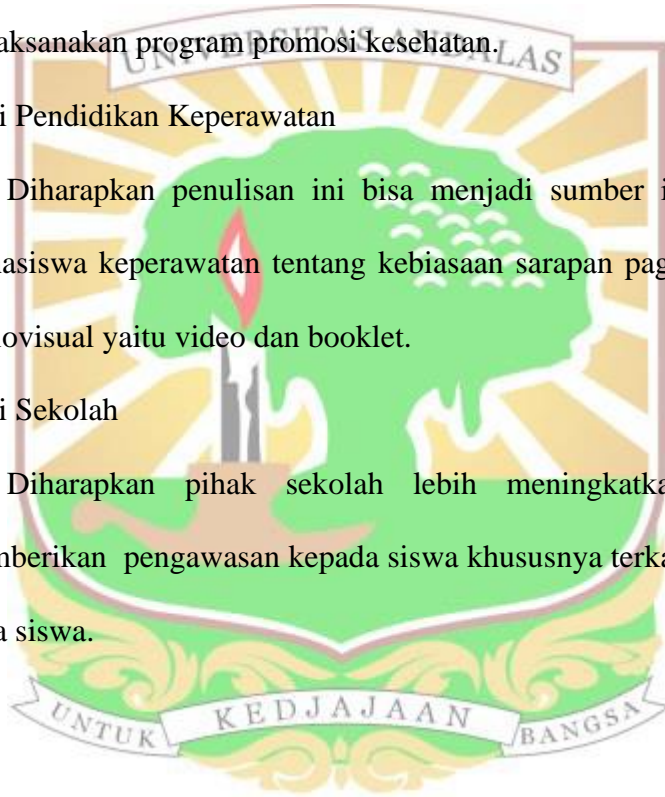 UNIVERSITAS ANDALAS
aksanakan program promosi kesehatan.
i Pendidikan Keperawatan
Diharapkan penulisan ini bisa menjadi sumber i
asiswa keperawatan tentang kebiasaan sarapan pag
iovisual yaitu video dan booklet.
i Sekolah
Diharapkan pihak sekolah lebih meningkatka
nberikan pengawasan kepada siswa khususnya terka
a siswa.
UNTUK KEDJAJAAN BANGSA